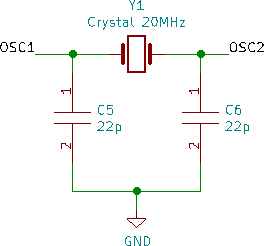 Y1
Crystal 20MHz
OSC1
OSC2
1
1
C5
22p
C6
22p
2
2
GND